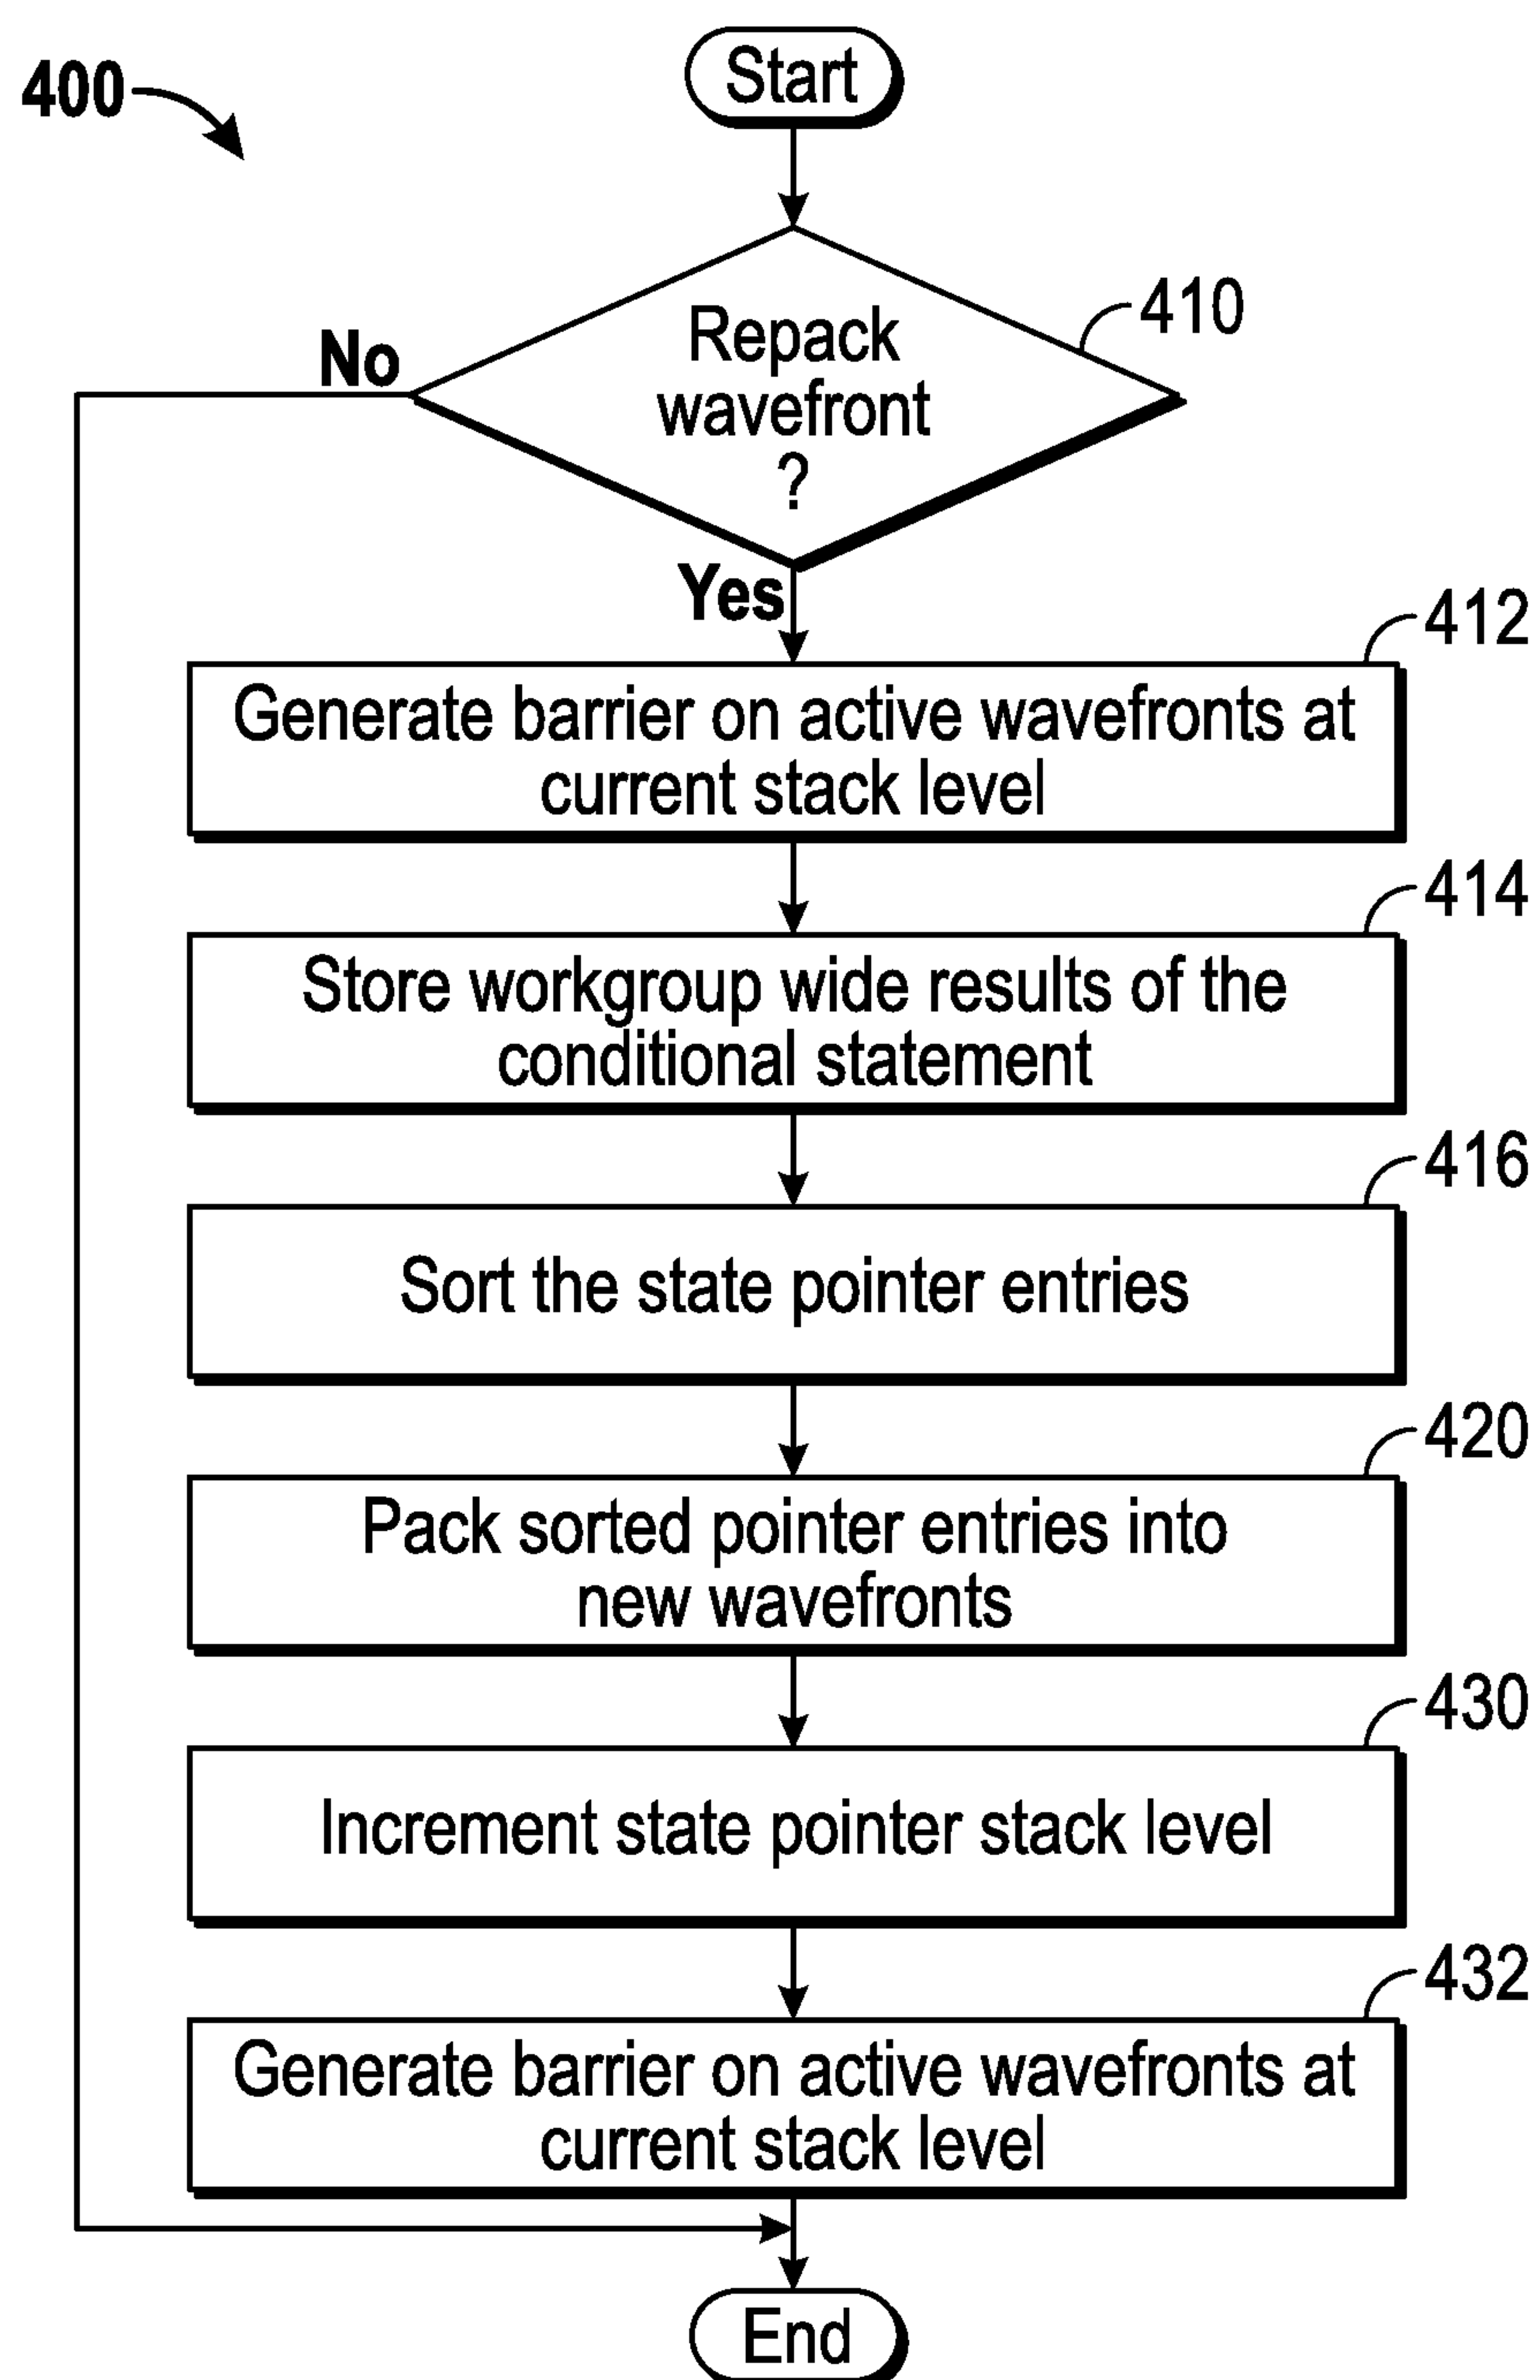 400
Start
410
Repack
wavefront
?
No
Yes
412
Generate barrier on active wavefronts at
current stack level
414
Store workgroup wide results of the
conditional statement
416
Sort the state pointer entries
420
Pack sorted pointer entries into
new wavefronts
430
Increment state pointer stack level
432
Generate barrier on active wavefronts at
current stack level
End